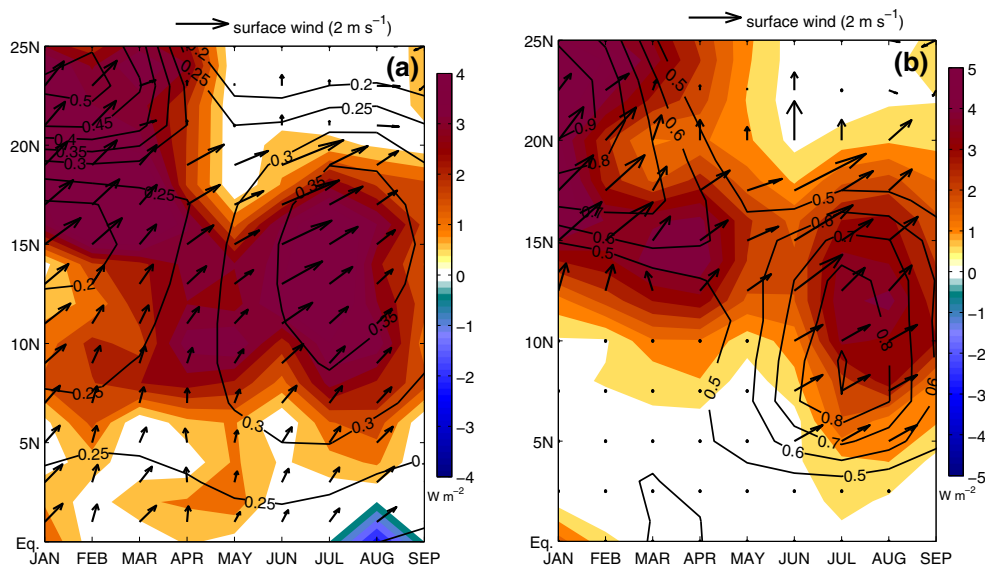 surface wind (2 m s⁻¹)
(a)
25N
20N
15N
10N
5N
Eq.
JAN FEB MAR APR MAY JUN JUL AUG SEP
0.2
0.25
0.5
0.45
0.4
0.35
0.3
0.25
0.2
0.25
0.25
0.2
0.25
0.3
0.35
0.35
0.3
0.3
0.25
4
3
2
1
0
−1
−2
−3
−4
W m⁻²
surface wind (2 m s⁻¹)
(b)
25N
20N
15N
10N
5N
Eq.
JAN FEB MAR APR MAY JUN JUL AUG SEP
0.5
0.6
0.9
0.8
0.7
0.6
0.5
0.5
0.5
0.6
0.7
0.8
0.8
0.7
0.6
0.5
0.6
5
4
3
2
1
0
−1
−2
−3
−4
−5
W m⁻²